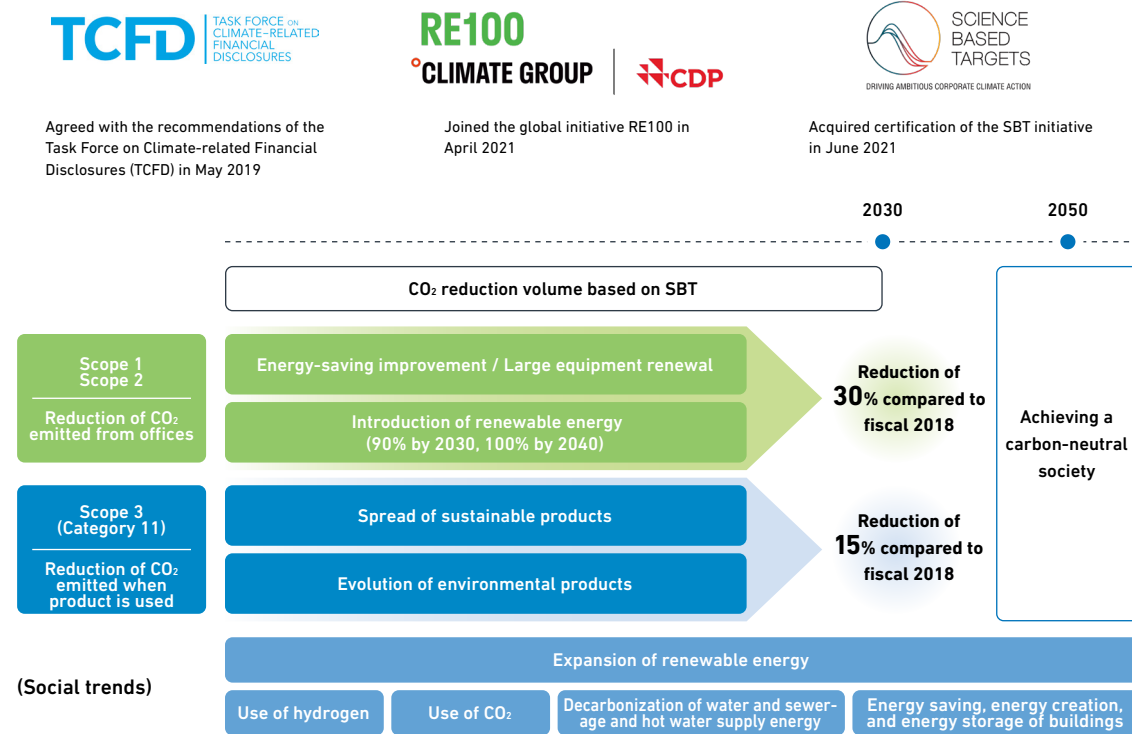 TCFD
TASK FORCE ON
CLIMATE-RELATED
FINANCIAL
DISCLOSURES
RE100
°CLIMATE GROUP
CDP
SCIENCE
BASED
TARGETS
DRIVING AMBITIOUS CORPORATE CLIMATE ACTION
Agreed with the recommendations of the
Task Force on Climate-related Financial
Disclosures (TCFD) in May 2019
Joined the global initiative RE100 in
April 2021
Acquired certification of the SBT initiative
in June 2021
2030
2050
CO₂ reduction volume based on SBT
Scope 1
Scope 2
Reduction of CO₂
emitted from offices
Energy-saving improvement / Large equipment renewal
Introduction of renewable energy
(90% by 2030, 100% by 2040)
Reduction of
30% compared to
fiscal 2018
Achieving a
carbon-neutral
society
Scope 3
(Category 11)
Reduction of CO₂
emitted when
product is used
Spread of sustainable products
Evolution of environmental products
Reduction of
15% compared to
fiscal 2018
(Social trends)
Expansion of renewable energy
Use of hydrogen
Use of CO₂
Decarbonization of water and sewer-
age and hot water supply energy
Energy saving, energy creation,
and energy storage of buildings